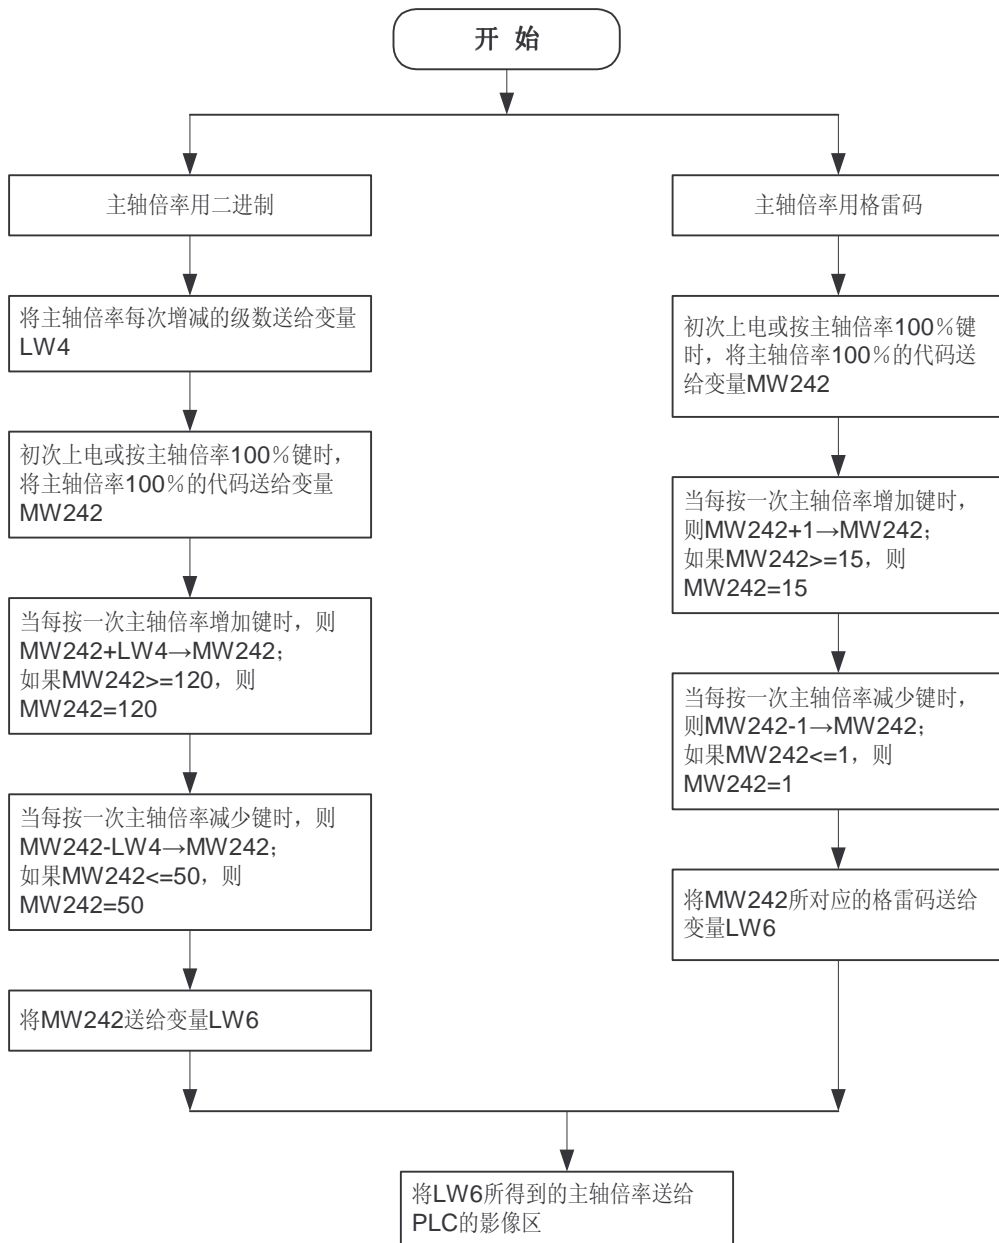 开 始
主轴倍率用二进制
将主轴倍率每次增减的级数送给变量
LW4
初次上电或按主轴倍率100%键时，
将主轴倍率100%的代码送给变量
MW242
当每按一次主轴倍率增加键时，则
MW242+LW4→MW242；
如果MW242>=120，则
MW242=120
当每按一次主轴倍率减少键时，则
MW242-LW4→MW242；
如果MW242<=50，则
MW242=50
将MW242送给变量LW6
主轴倍率用格雷码
初次上电或按主轴倍率100%键
时，将主轴倍率100%的代码送
给变量MW242
当每按一次主轴倍率增加键时，
则MW242+1→MW242；
如果MW242>=15，则
MW242=15
当每按一次主轴倍率减少键时，
则MW242-1→MW242；
如果MW242<=1，则
MW242=1
将MW242所对应的格雷码送给
变量LW6
将LW6所得到的主轴倍率送给
PLC的影像区